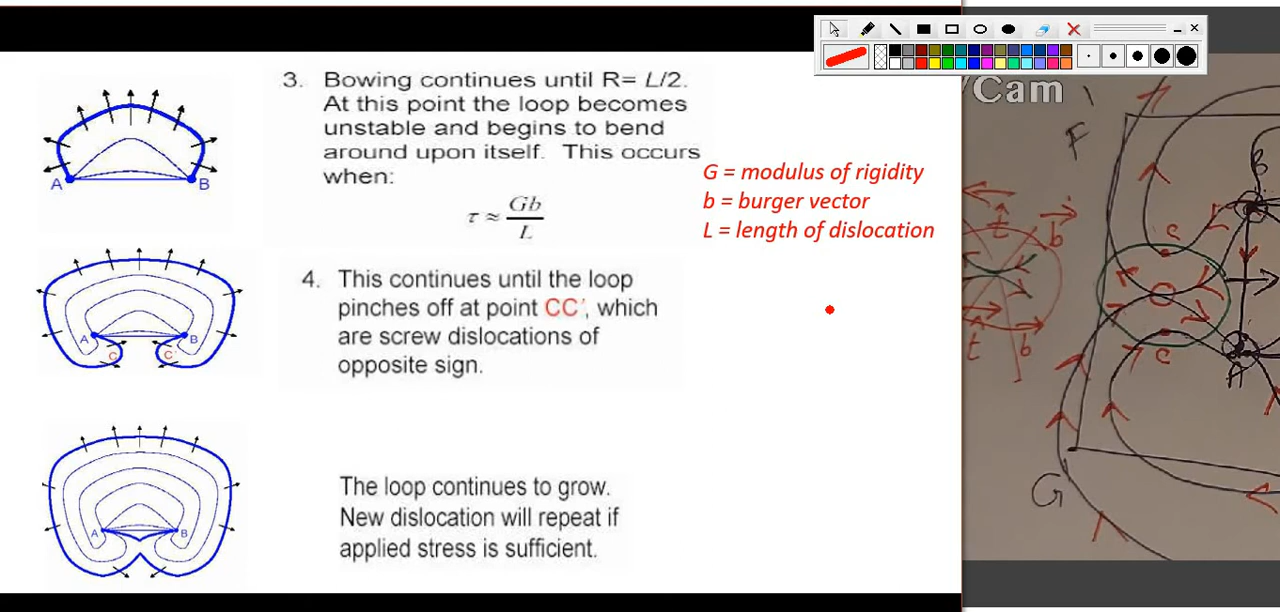 3. Bowing continues until R= L/2.
At this point the loop becomes
unstable and begins to bend
around upon itself. This occurs
when:
τ ≈ Gb
L
G = modulus of rigidity
b = burger vector
L = length of dislocation
A
B
4. This continues until the loop
pinches off at point CC', which
are screw dislocations of
opposite sign.
A
B
C
C'
The loop continues to grow.
New dislocation will repeat if
applied stress is sufficient.
A
B
/Cam
F
B
t
b
t
b
c
c
A
G